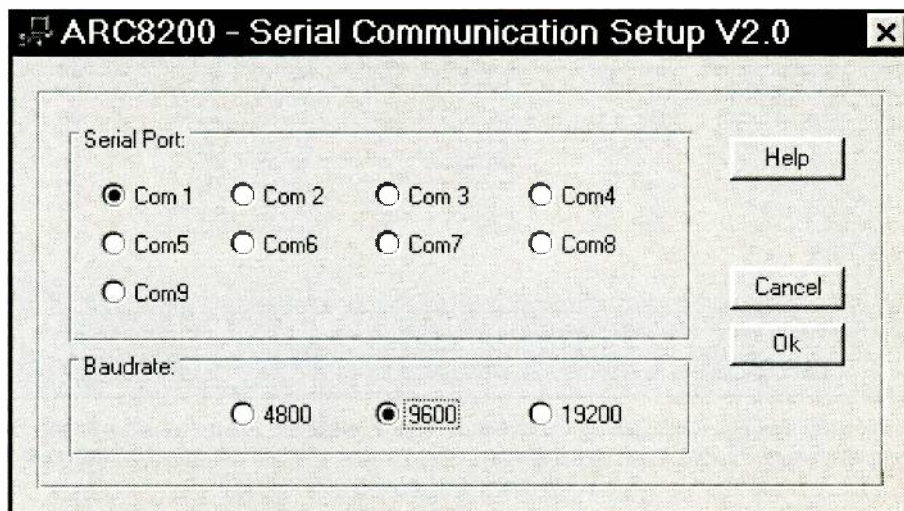 ARC8200 - Serial Communication Setup V2.0
Serial Port:
Com 1 Com 2 Com 3 Com4
Com5 Com6 Com7 Com8
Com9
Help
Cancel
Ok
Baudrate:
4800 9600 19200